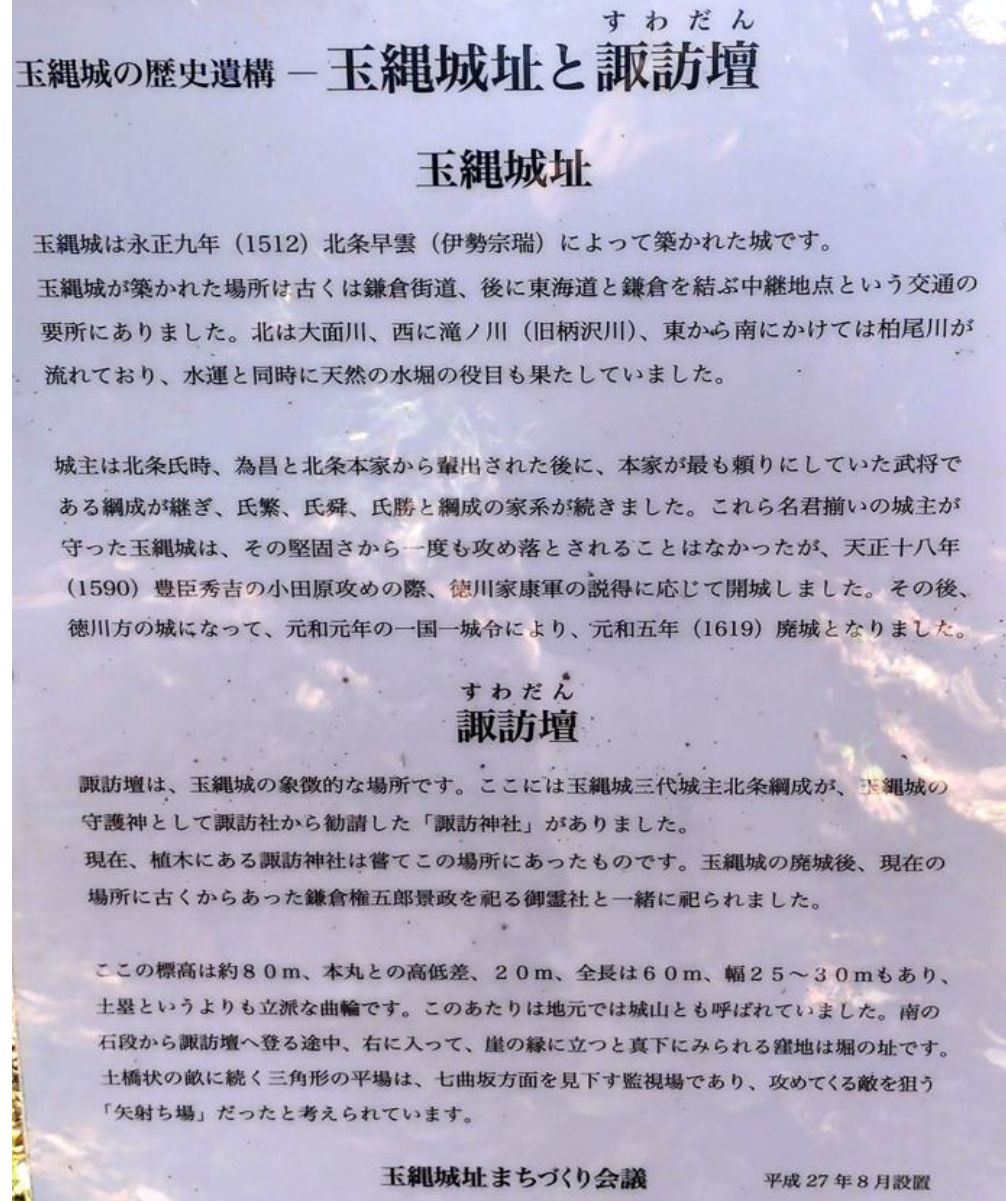 すわだん
玉縄城の歴史遺構 — 玉縄城址と諏訪壇
玉縄城址
玉縄城は永正九年（1512）北条早雲（伊勢宗瑞）によって築かれた城です。
玉縄城が築かれた場所は古くは鎌倉街道、後に東海道と鎌倉を結ぶ中継地点という交通の
要所にありました。北は大面川、西に滝ノ川（旧柄沢川）、東から南にかけては柏尾川が
流れており、水運と同時に天然の水堀の役目も果たしていました。
城主は北条氏時、為昌と北条本家から輩出された後に、本家が最も頼りにしていた武将で
ある綱成が継ぎ、氏繁、氏舜、氏勝と綱成の家系が続きました。これら名君揃いの城主が
守った玉縄城は、その堅固さから一度も攻め落とされることはなかったが、天正十八年
（1590）豊臣秀吉の小田原攻めの際、徳川家康軍の説得に応じて開城しました。その後、
徳川方の城になって、元和元年の一国一城令により、元和五年（1619）廃城となりました。
すわだん
諏訪壇
諏訪壇は、玉縄城の象徴的な場所です。ここには玉縄城三代城主北条綱成が、玉縄城の
守護神として諏訪社から勧請した「諏訪神社」がありました。
現在、植木にある諏訪神社は嘗てこの場所にあったものです。玉縄城の廃城後、現在の
場所に古くからあった鎌倉権五郎景政を祀る御霊社と一緒に祀られました。
ここの標高は約８０ｍ、本丸との高低差、２０ｍ、全長は６０ｍ、幅２５～３０ｍもあり、
土塁というよりも立派な曲輪です。このあたりは地元では城山とも呼ばれていました。南の
石段から諏訪壇へ登る途中、右に入って、崖の縁に立つと真下にみられる窪地は堀の址です。
土橋状の畝に続く三角形の平場は、七曲坂方面を見下す監視場であり、攻めてくる敵を狙う
「矢射ち場」だったと考えられています。
玉縄城址まちづくり会議 平成 27 年 8 月設置